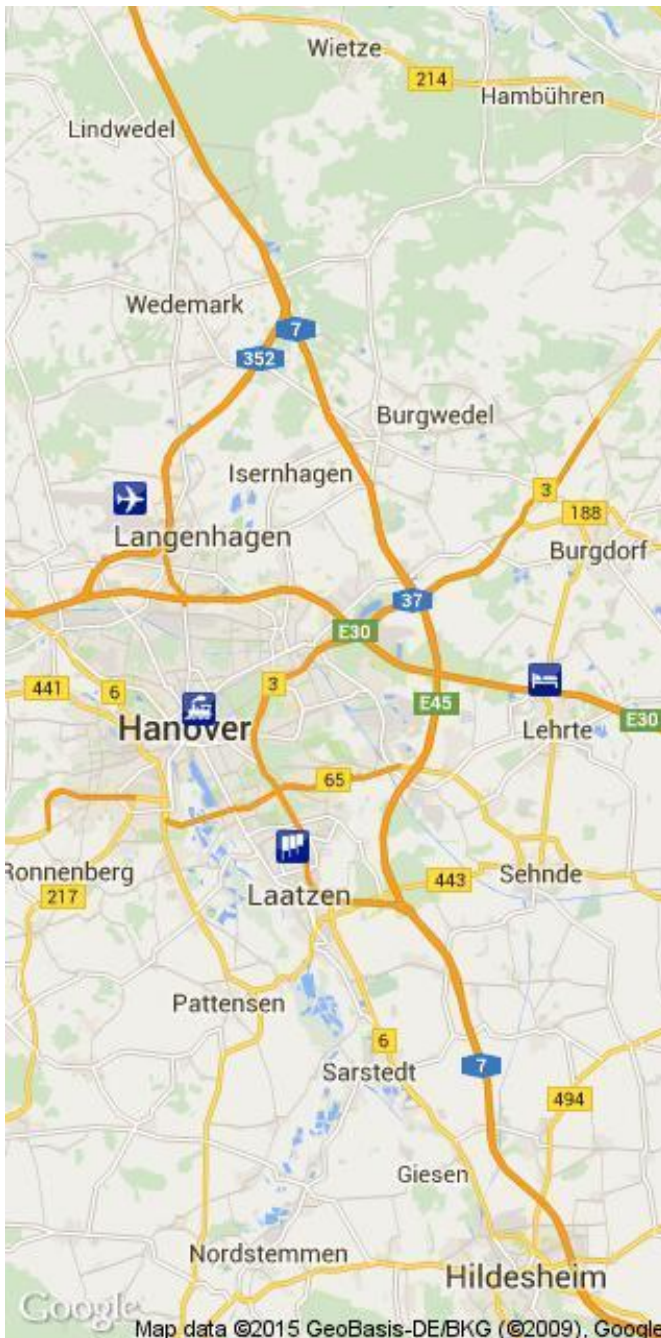 Wietze
214
Hambühren
Lindwedel
Wedemark
7
352
Burgwedel
Isernhagen
3
188
Langenhagen
Burgdorf
37
E30
441
6
3
E45
Hanover
Lehrte
E30
65
Ronnenberg
217
Laatzen
443
Sehnde
Pattensen
6
Sarstedt
7
494
Giesen
Nordstemmen
Hildesheim
Google
Map data ©2015 GeoBasis-DE/BKG (©2009), Google